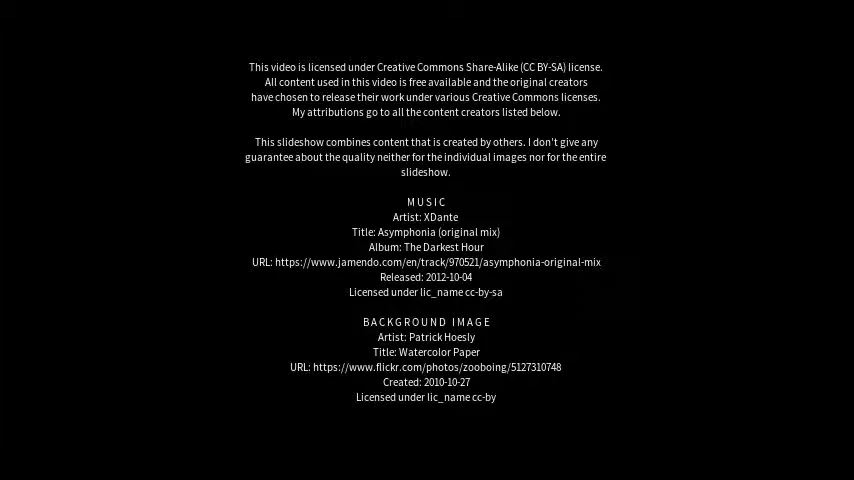 This video is licensed under Creative Commons Share-Alike (CC BY-SA) license.
All content used in this video is free available and the original creators
have chosen to release their work under various Creative Commons licenses.
My attributions go to all the content creators listed below.
This slideshow combines content that is created by others. I don't give any
guarantee about the quality neither for the individual images nor for the entire
slideshow.
MUSIC
Artist: XDante
Title: Asymphonia (original mix)
Album: The Darkest Hour
URL: https://www.jamendo.com/en/track/970521/asymphonia-original-mix
Released: 2012-10-04
Licensed under lic_name cc-by-sa
BACKGROUND IMAGE
Artist: Patrick Hoesly
Title: Watercolor Paper
URL: https://www.flickr.com/photos/zooboing/5127310748
Created: 2010-10-27
Licensed under lic_name cc-by